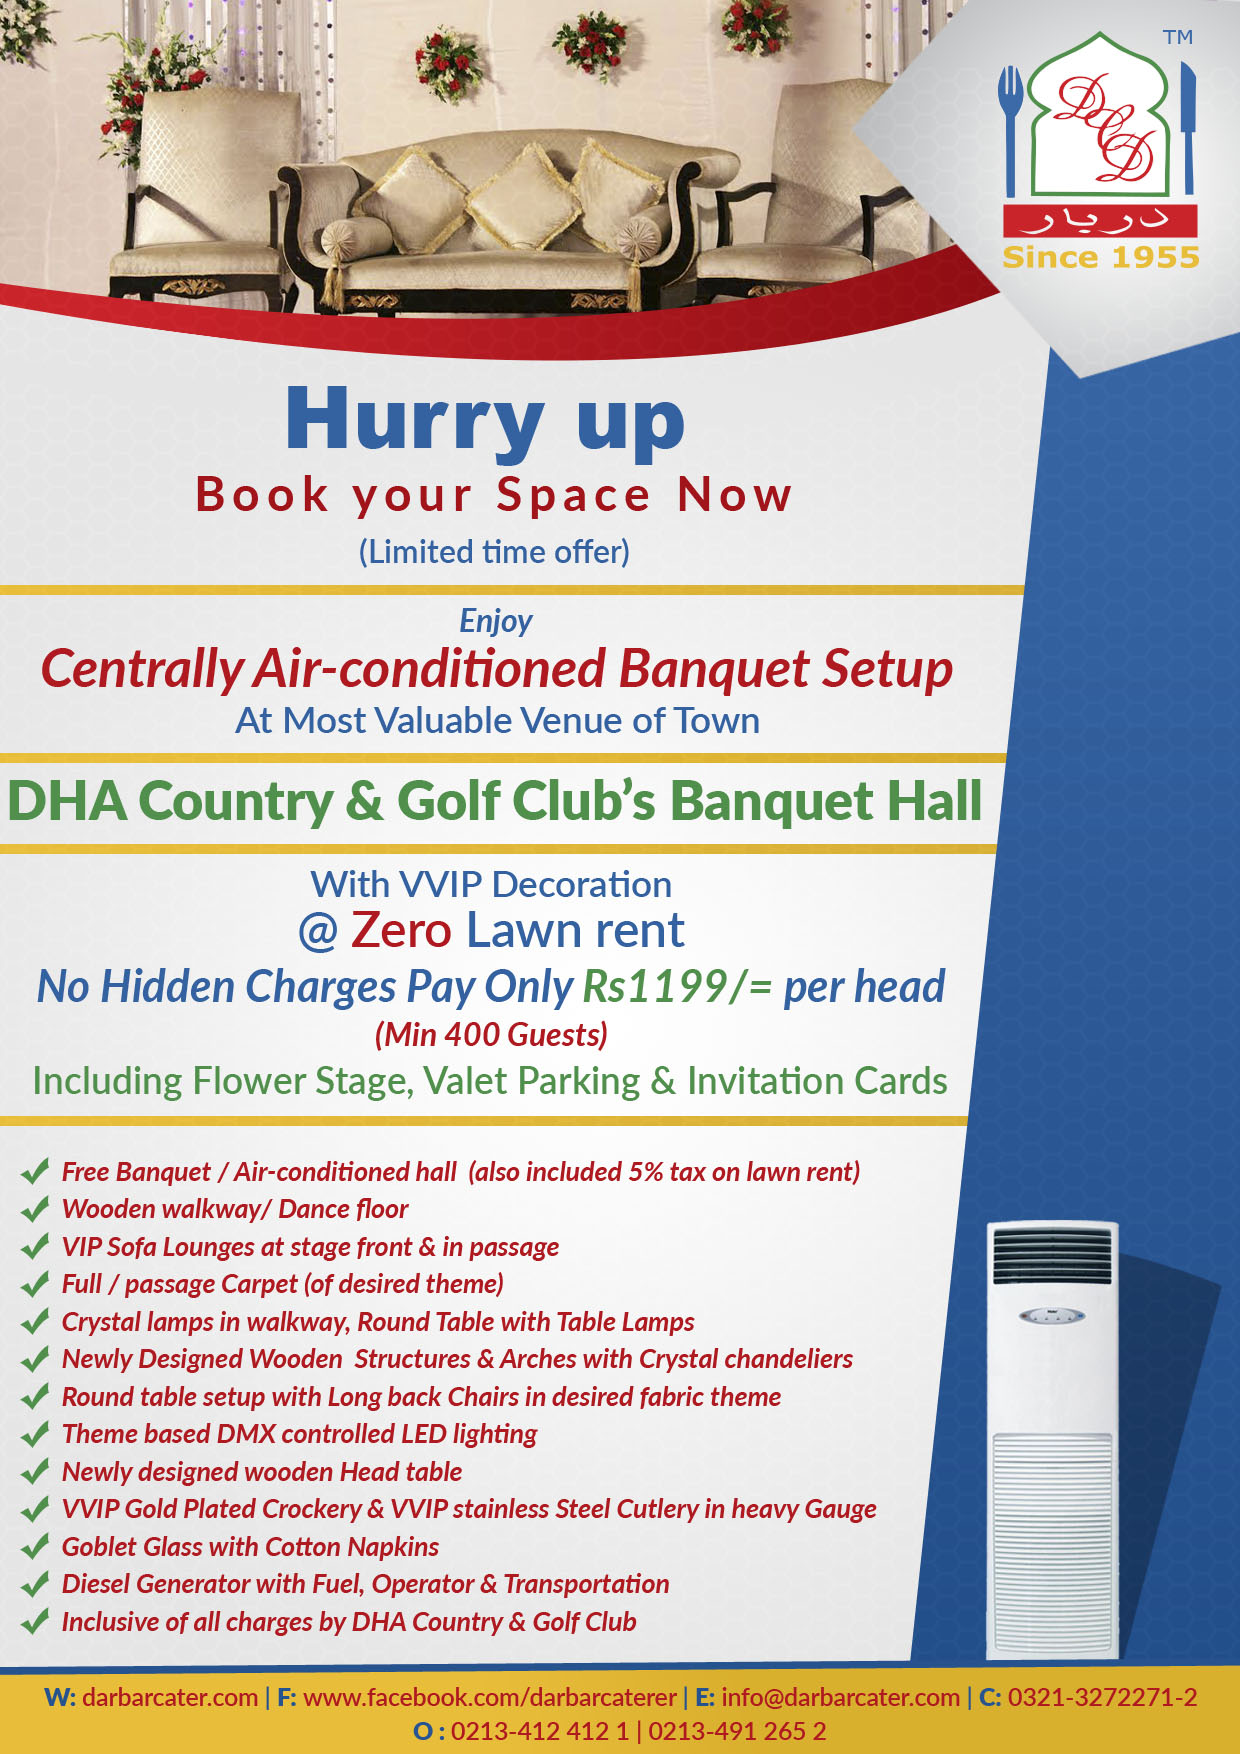 TM
DCD
دربار
Since 1955
Hurry up
Book your Space Now
(Limited time offer)
Enjoy
Centrally Air-conditioned Banquet Setup
At Most Valuable Venue of Town
DHA Country & Golf Club’s Banquet Hall
With VVIP Decoration
@ Zero Lawn rent
No Hidden Charges Pay Only Rs1199/= per head
(Min 400 Guests)
Including Flower Stage, Valet Parking & Invitation Cards
Free Banquet / Air-conditioned hall (also included 5% tax on lawn rent)
Wooden walkway/ Dance floor
VIP Sofa Lounges at stage front & in passage
Full / passage Carpet (of desired theme)
Crystal lamps in walkway, Round Table with Table Lamps
Newly Designed Wooden Structures & Arches with Crystal chandeliers
Round table setup with Long back Chairs in desired fabric theme
Theme based DMX controlled LED lighting
Newly designed wooden Head table
VVIP Gold Plated Crockery & VVIP stainless Steel Cutlery in heavy Gauge
Goblet Glass with Cotton Napkins
Diesel Generator with Fuel, Operator & Transportation
Inclusive of all charges by DHA Country & Golf Club
W: darbarcater.com | F: www.facebook.com/darbarcaterer | E: info@darbarcater.com | C: 0321-3272271-2
O : 0213-412 412 1 | 0213-491 265 2